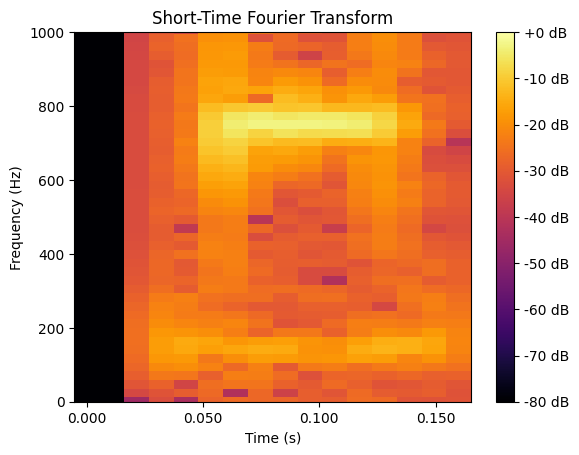 Short-Time Fourier Transform
1000
800
600
400
200
0
Frequency (Hz)
0.000
0.050
0.100
0.150
Time (s)
+0 dB
-10 dB
-20 dB
-30 dB
-40 dB
-50 dB
-60 dB
-70 dB
-80 dB